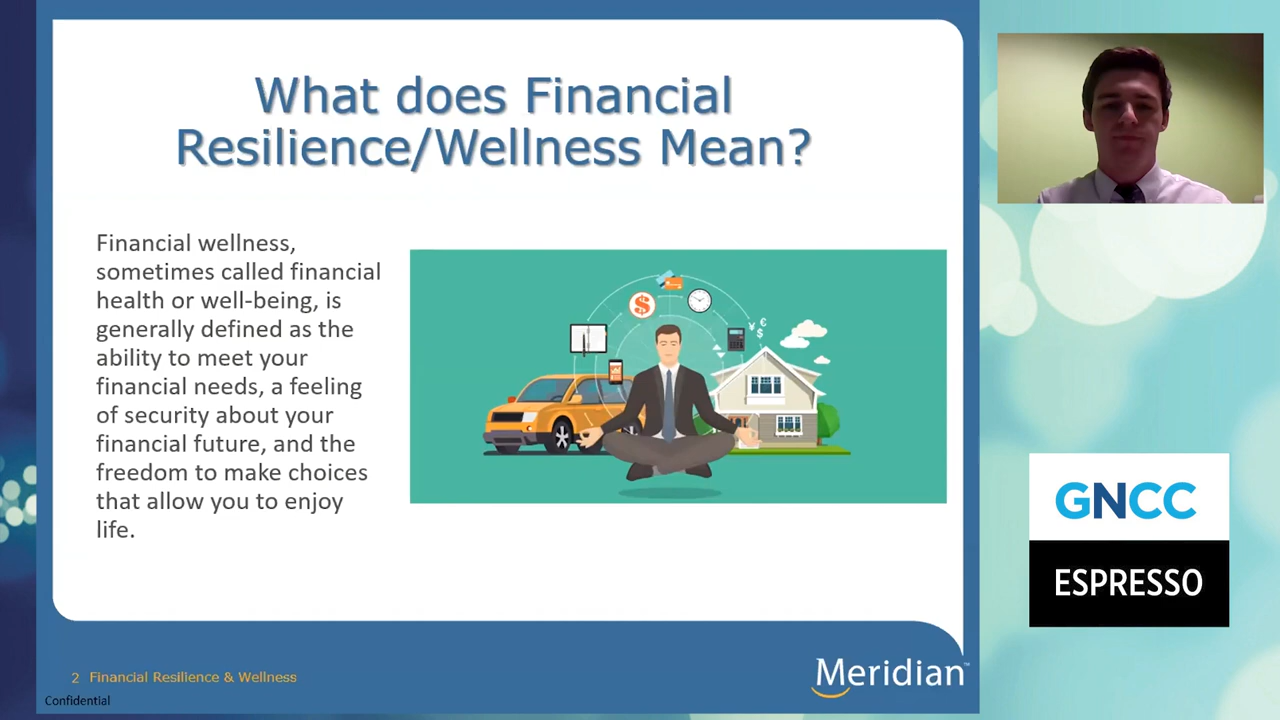 What does Financial
Resilience/Wellness Mean?
Financial wellness,
sometimes called financial
health or well-being, is
generally defined as the
ability to meet your
financial needs, a feeling
of security about your
financial future, and the
freedom to make choices
that allow you to enjoy
life.
$
¥ €
$
2 Financial Resilience & Wellness
Confidential
Meridian™
GNCC
ESPRESSO